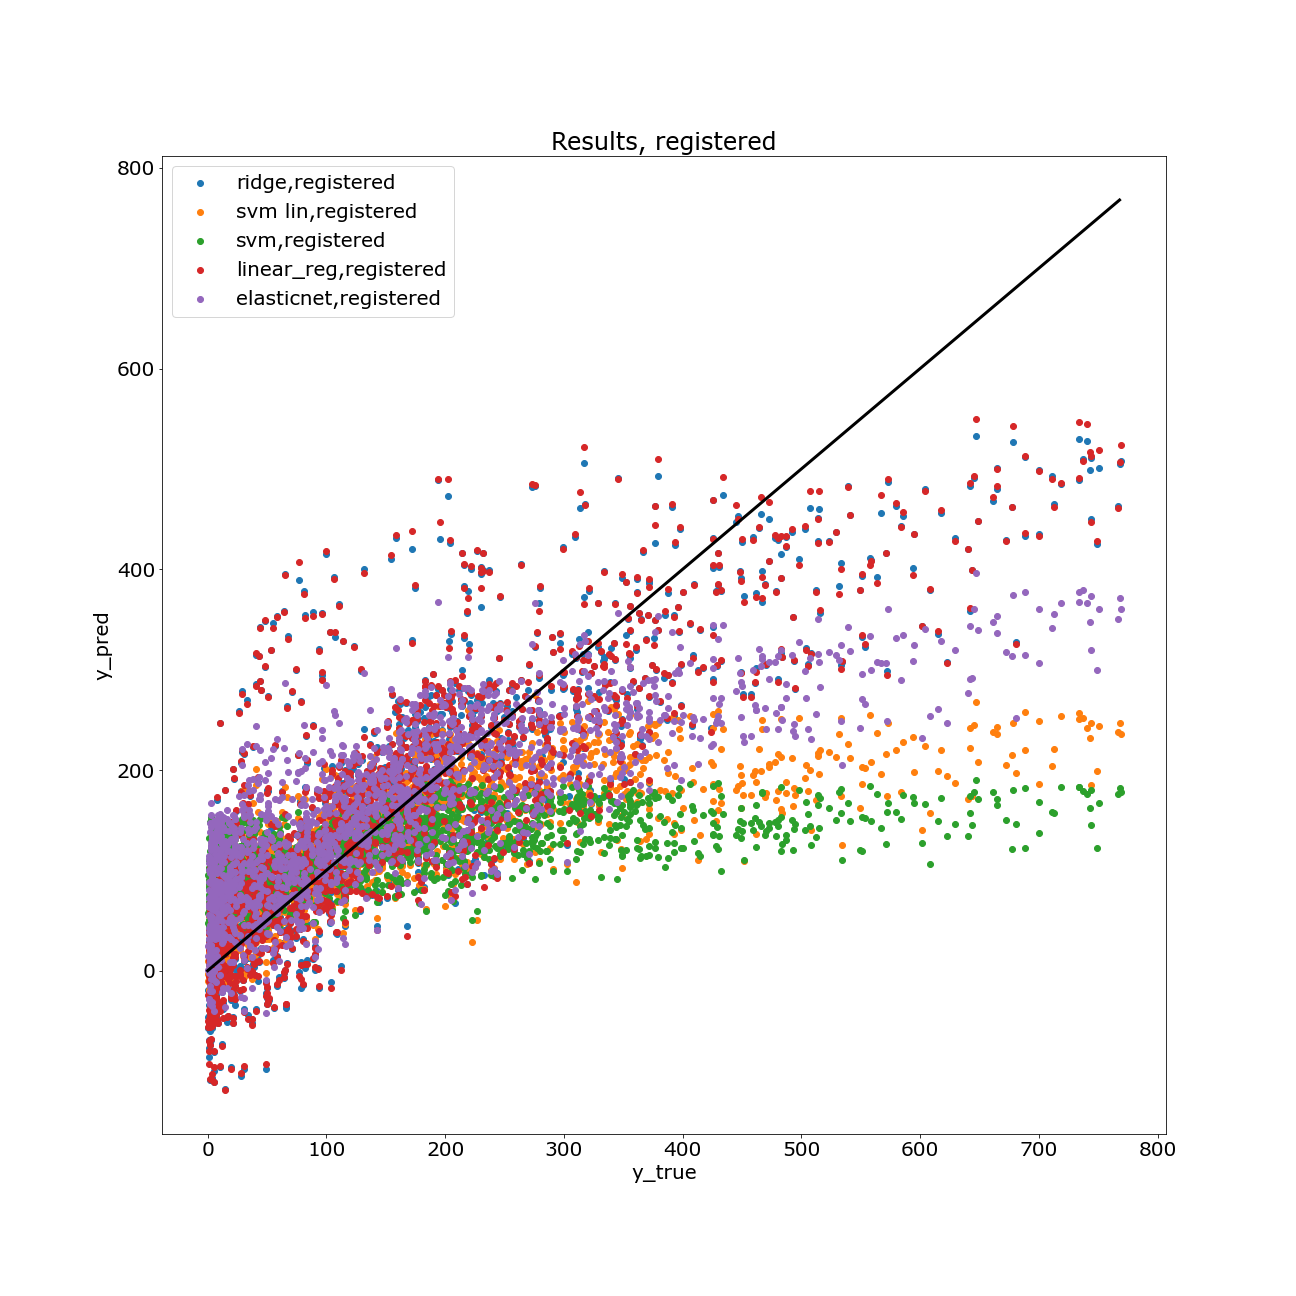 Results, registered
ridge,registered
svm lin,registered
svm,registered
linear_reg,registered
elasticnet,registered
y_pred
800
600
400
200
0
0 100 200 300 400 500 600 700 800
y_true